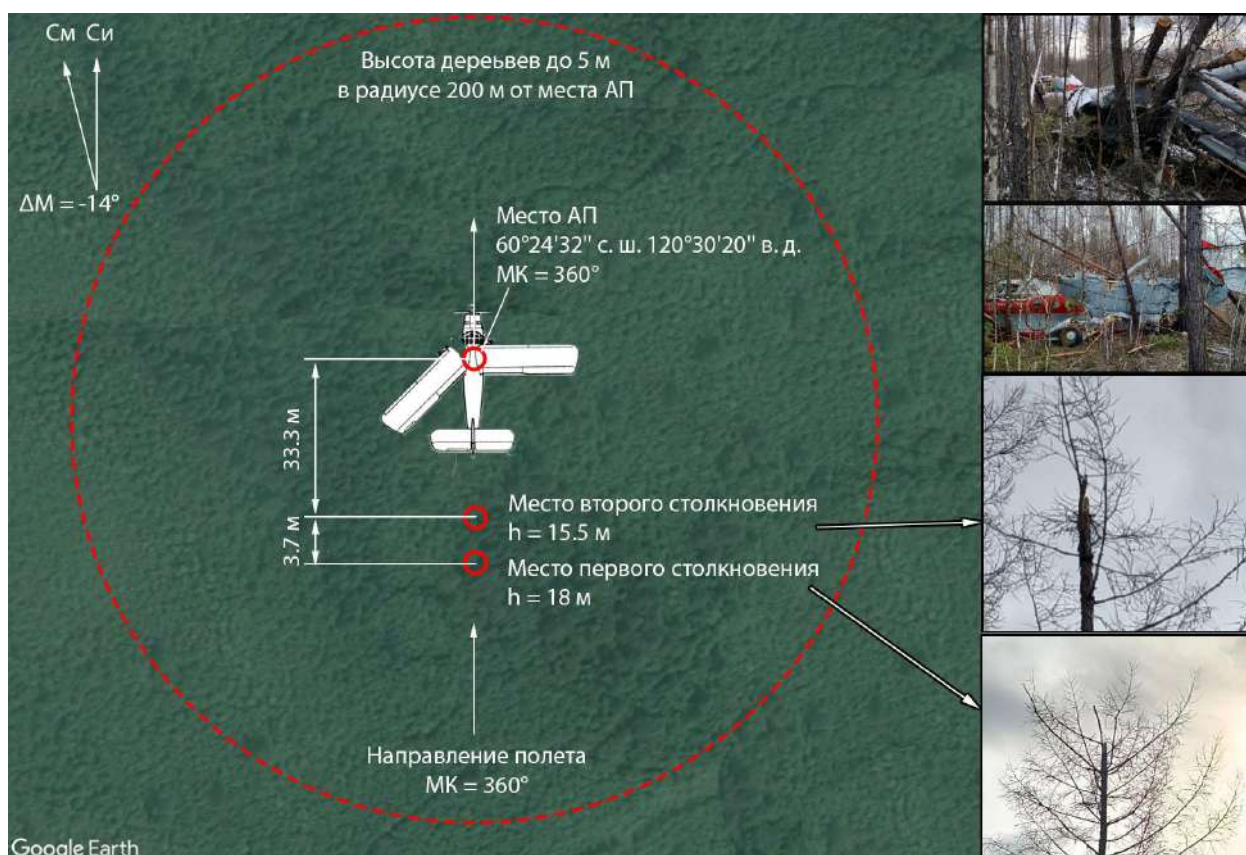 См Си
ΔМ = -14°
Высота дереьвев до 5 м
в радиусе 200 м от места АП
Место АП
60°24'32" с. ш. 120°30'20" в. д.
МК = 360°
33.3 м
3.7 м
Место второго столкновения
h = 15.5 м
Место первого столкновения
h = 18 м
Направление полета
МК = 360°
Google Earth